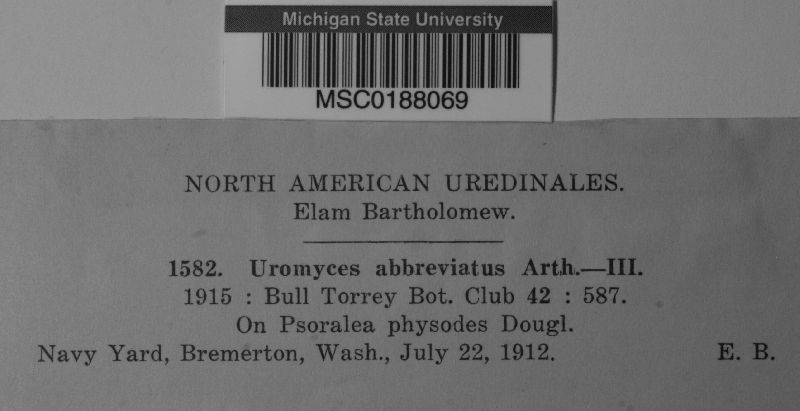 Michigan State University
MSC0188069
NORTH AMERICAN UREDINALES.
Elam Bartholomew.
1582. Uromyces abbreviatus Arth.—III.
1915 : Bull Torrey Bot. Club 42 : 587.
On Psoralea physodes Dougl.
Navy Yard, Bremerton, Wash., July 22, 1912. E. B.